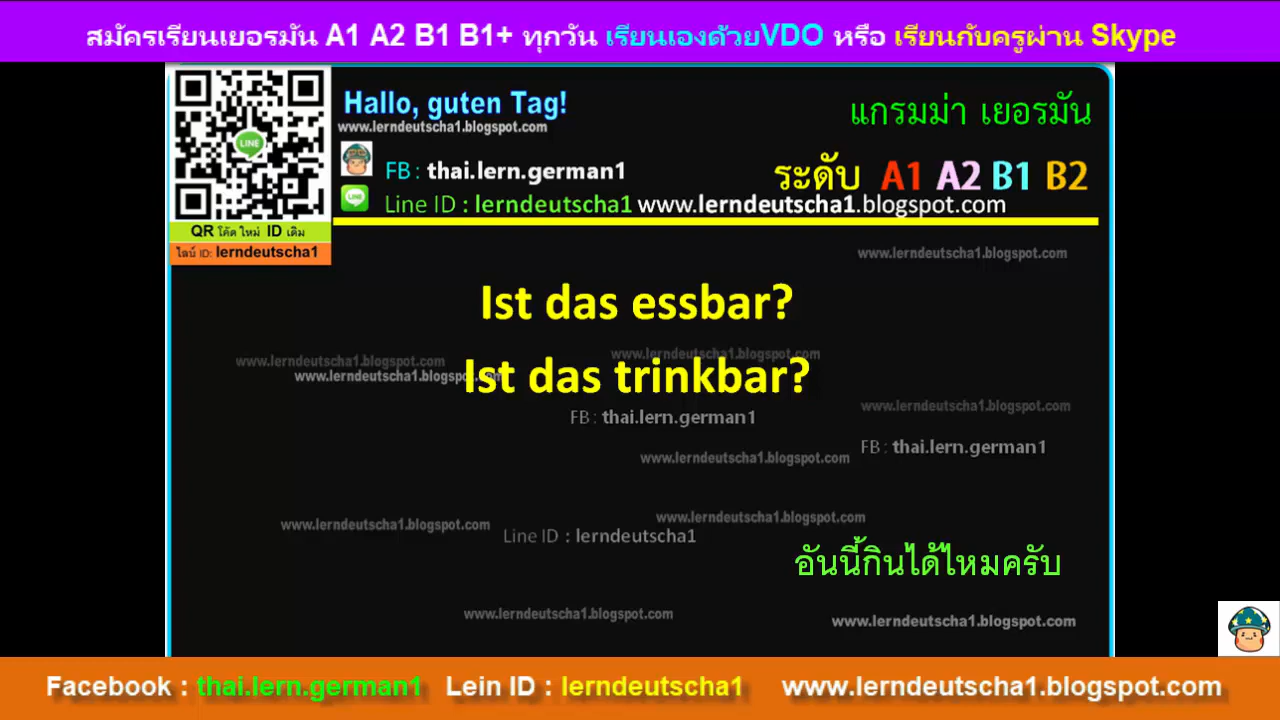 สมัครเรียนเยอรมัน A1 A2 B1 B1+ ทุกวัน เรียนเองด้วยVDO หรือ เรียนกับครูผ่าน Skype
LINE
Hallo, guten Tag!
www.lerndeutscha1.blogspot.com
แกรมม่า เยอรมัน
FB : thai.lern.german1
ระดับ A1 A2 B1 B2
Line ID : lerndeutscha1 www.lerndeutscha1.blogspot.com
QR โค้ด ใหม่ ID เดิม
ไลน์ ID: lerndeutscha1
www.lerndeutscha1.blogspot.com
Ist das essbar?
www.lerndeutscha1.blogspot.com
www.lerndeutscha1.blogspot.com
www.lerndeutscha1.blogspot.com
Ist das trinkbar?
www.lerndeutscha1.blogspot.com
FB : thai.lern.german1
FB : thai.lern.german1
www.lerndeutscha1.blogspot.com
www.lerndeutscha1.blogspot.com
www.lerndeutscha1.blogspot.com
Line ID : lerndeutscha1
อันนี้กินได้ไหมครับ
www.lerndeutscha1.blogspot.com
www.lerndeutscha1.blogspot.com
Facebook : thai.lern.german1 Lein ID : lerndeutscha1 www.lerndeutscha1.blogspot.com